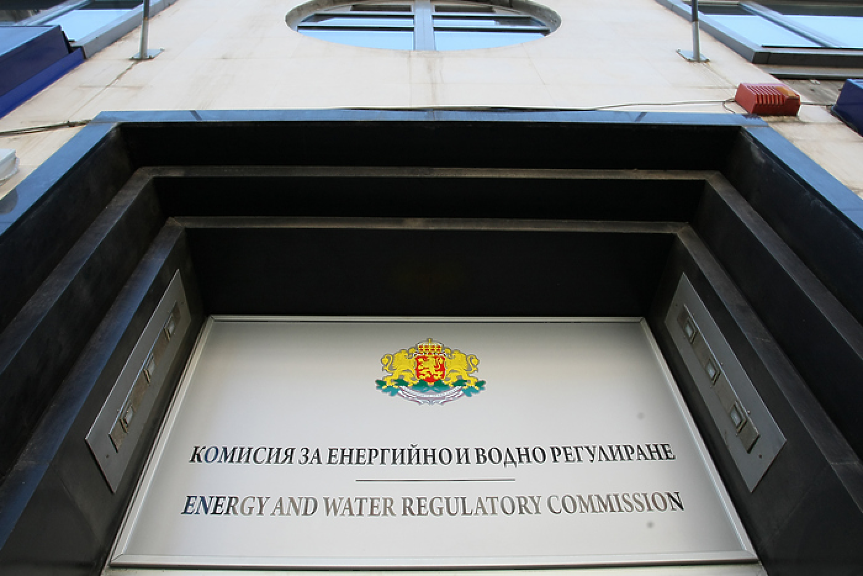 КОМИСИЯ ЗА ЕНЕРГИЙНО И ВОДНО РЕГУЛИРАНЕ
ENERGY AND WATER REGULATORY COMMISSION